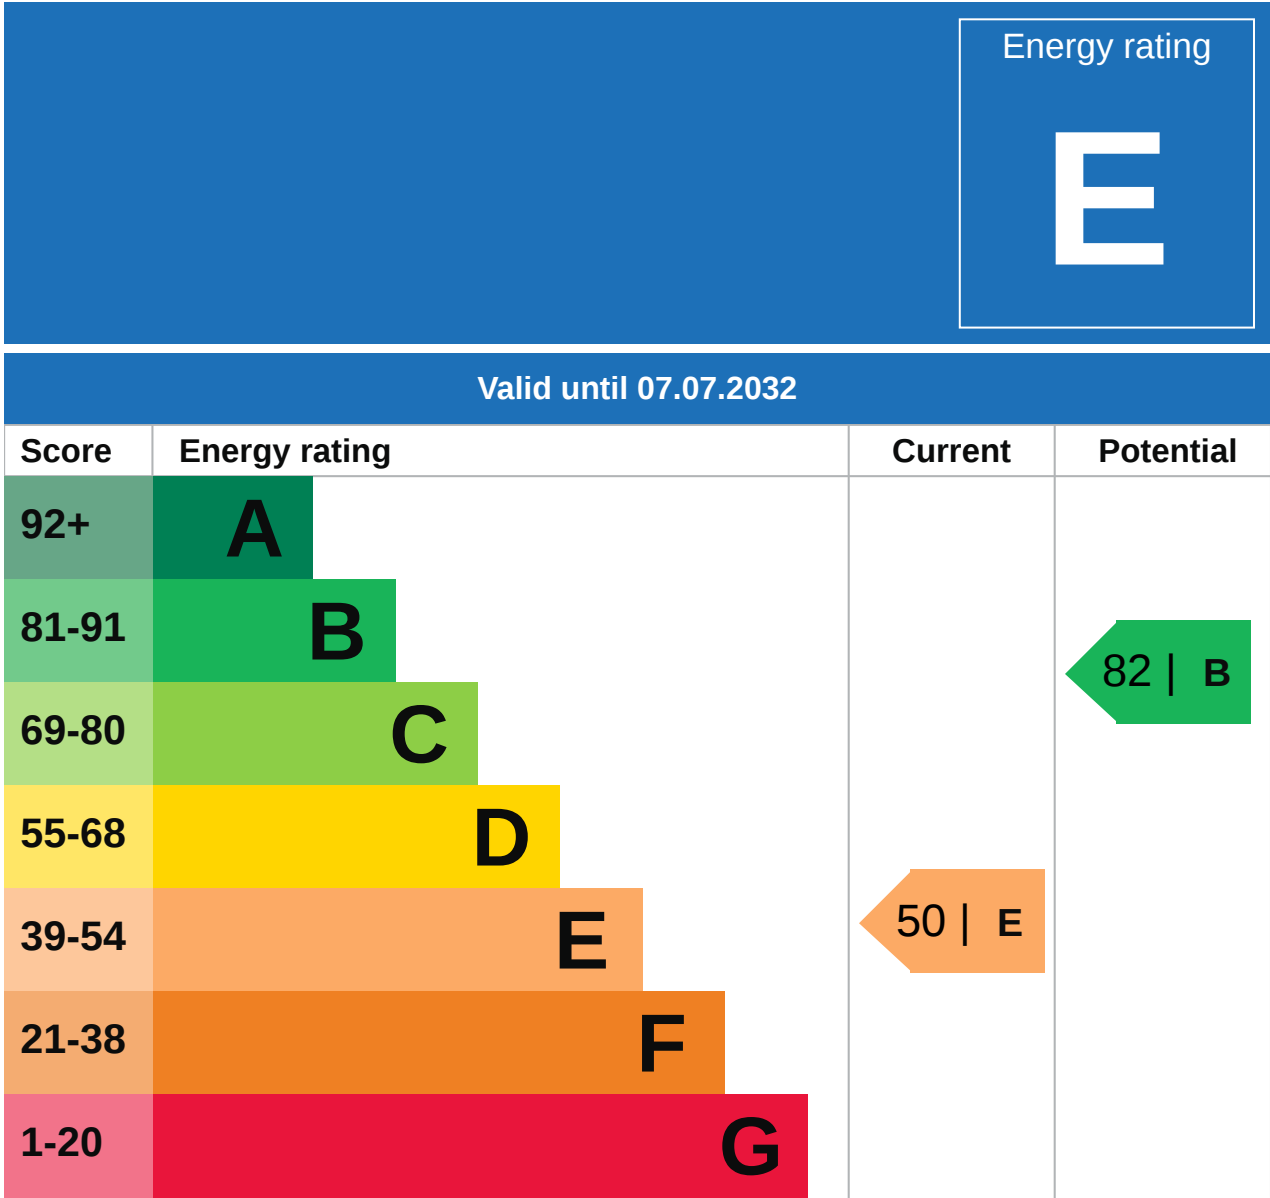 Energy rating
E
Valid until 07.07.2032
Score Energy rating Current Potential
92+ A
81-91 B
82 | B
69-80 C
55-68 D
39-54 E
50 | E
21-38 F
1-20 G